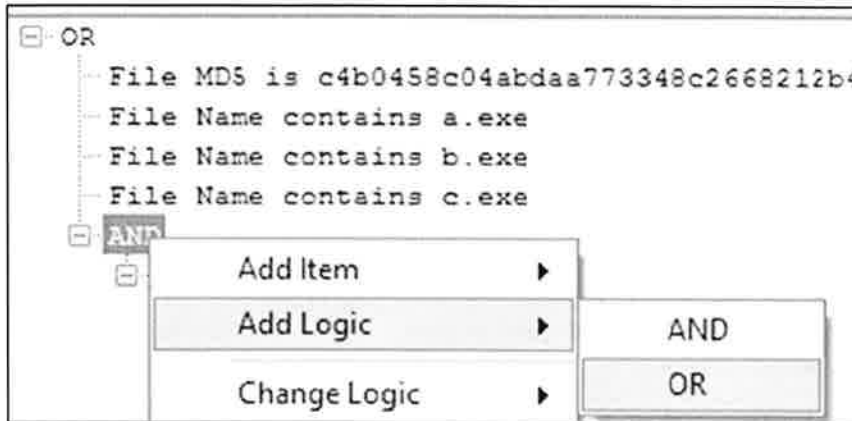 OR
File MD5 is c4b0458c04abdaa773348c2668212b4
File Name contains a.exe
File Name contains b.exe
File Name contains c.exe
AND
Add Item
Add Logic
AND
OR
Change Logic